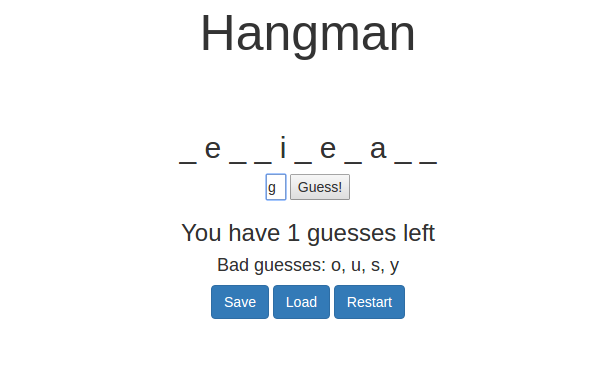 Hangman
_ e _ _ i _ e _ a _ _
g Guess!
You have 1 guesses left
Bad guesses: o, u, s, y
Save Load Restart